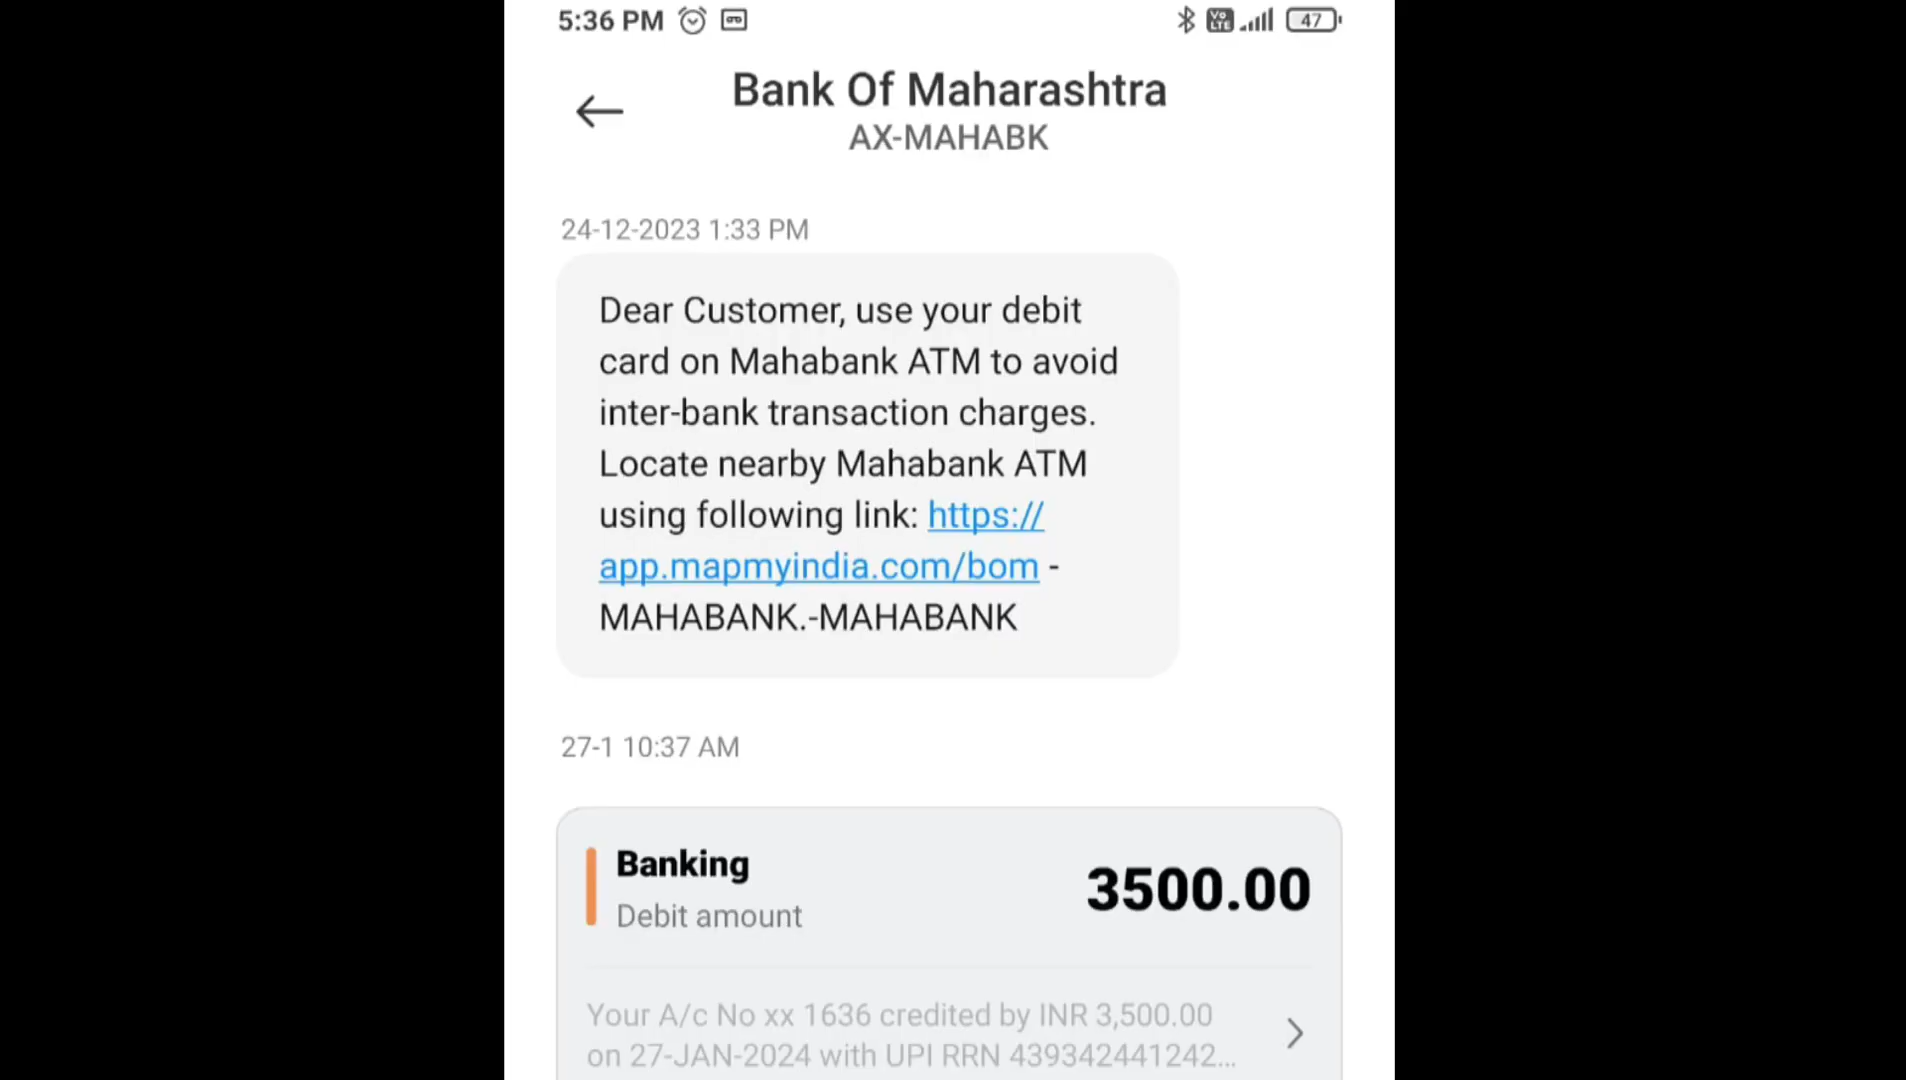 5:36 PM
Vo LTE 47
Bank Of Maharashtra
AX-MAHABK
24-12-2023 1:33 PM
Dear Customer, use your debit
card on Mahabank ATM to avoid
inter-bank transaction charges.
Locate nearby Mahabank ATM
using following link: https://
app.mapmyindia.com/bom -
MAHABANK.-MAHABANK
27-1 10:37 AM
Banking
3500.00
Debit amount
Your A/c No xx 1636 credited by INR 3,500.00
on 27-JAN-2024 with UPI RRN 439342441242...